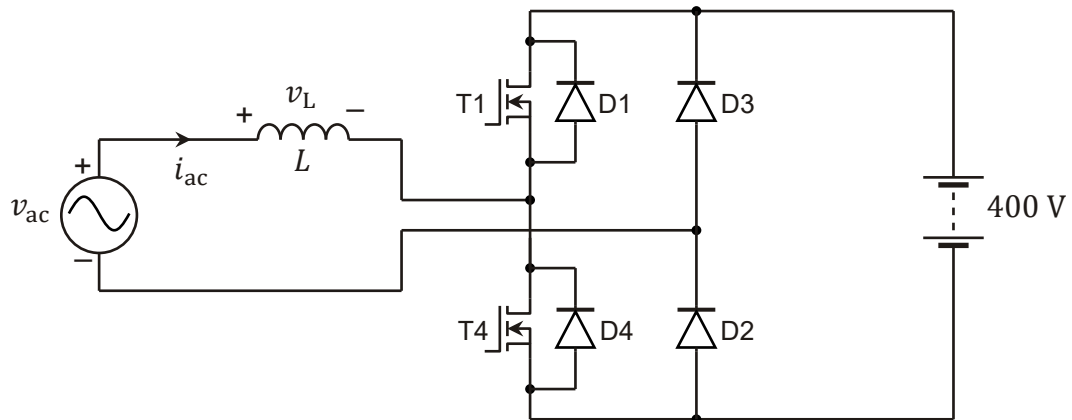 T1
D1
D3
+ v_L −
L
i_ac
+
v_ac
−
400 V
T4
D4
D2